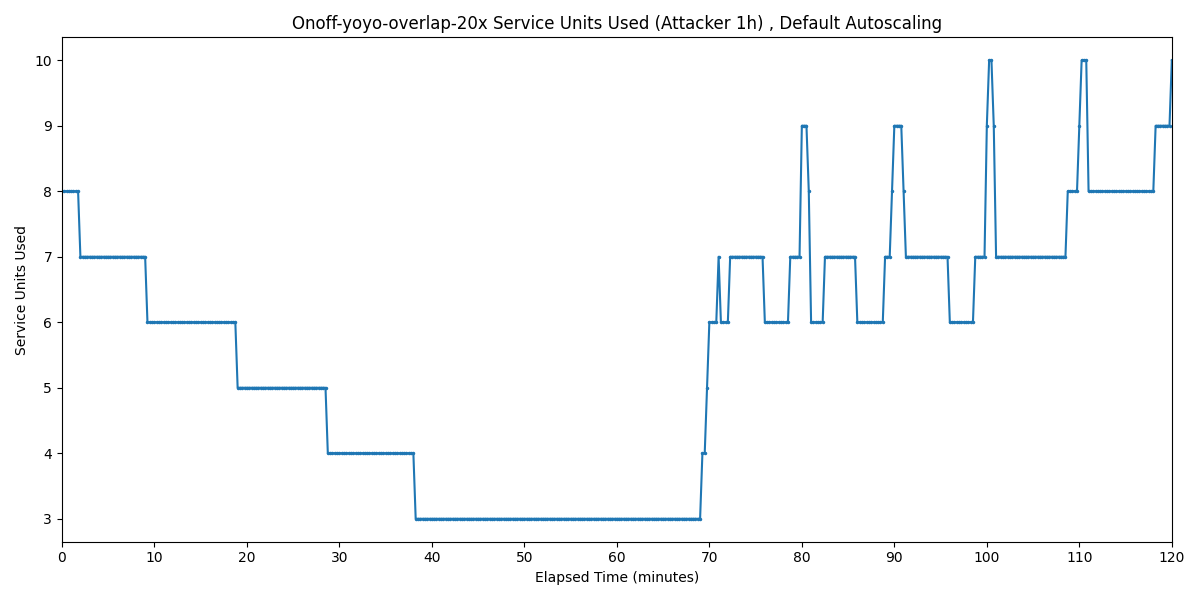 Onoff-yoyo-overlap-20x Service Units Used (Attacker 1h) , Default Autoscaling
10
9
8
7
6
5
4
3
Service Units Used
0 10 20 30 40 50 60 70 80 90 100 110 120
Elapsed Time (minutes)